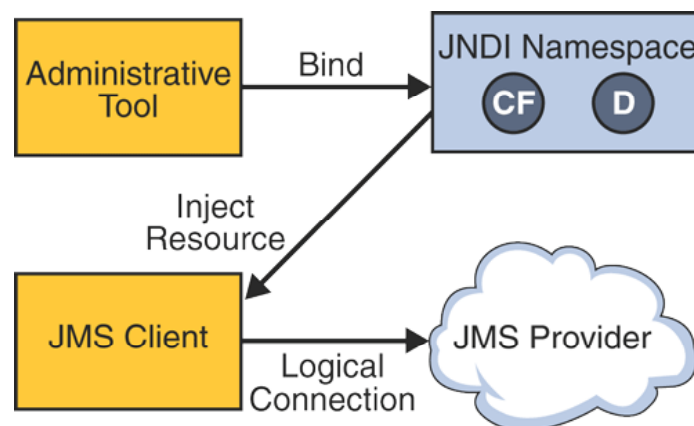 Administrative
Tool
Bind
JNDI Namespace
CF
D
Inject
Resource
JMS Client
Logical
Connection
JMS Provider